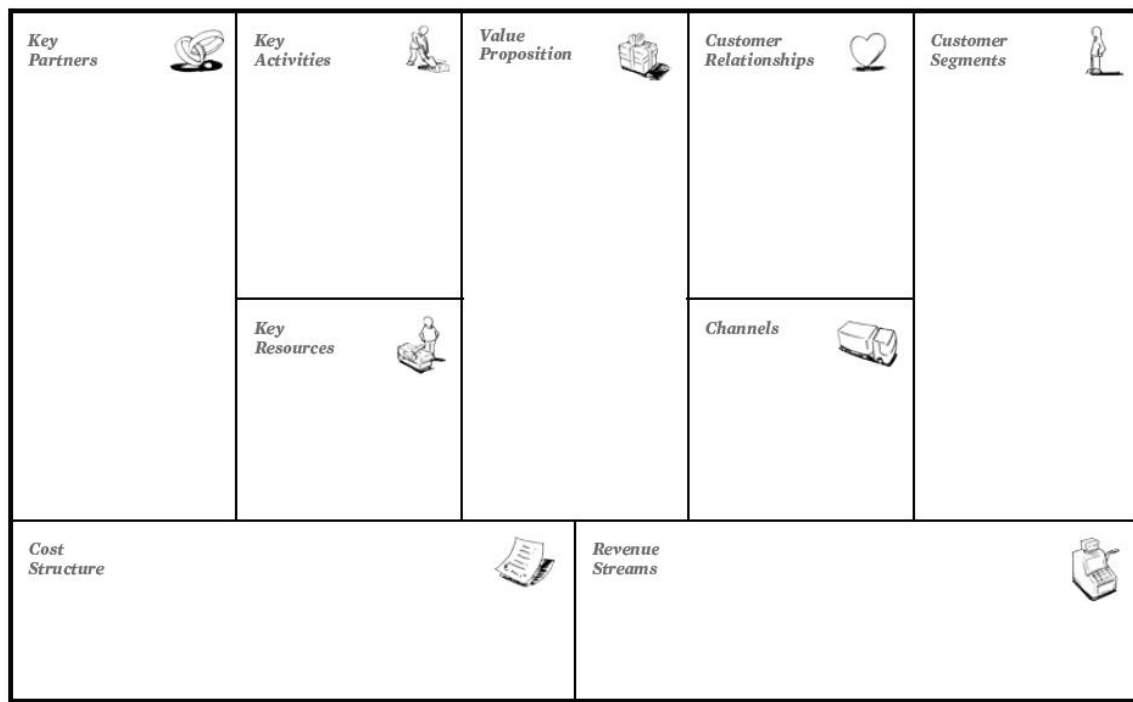 Key
Partners
Key
Activities
Value
Proposition
Customer
Relationships
Customer
Segments
Key
Resources
Channels
Cost
Structure
Revenue
Streams